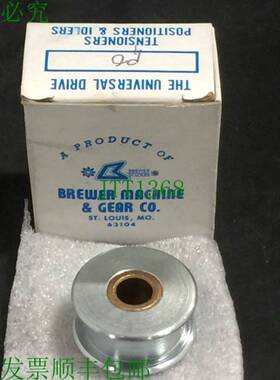 必究
THE UNIVERSAL DRIVE
TENSIONERS
POSITIONERS & IDLERS
A PRODUCT OF
BREWER MACHINE
& GEAR CO.
ST. LOUIS, MO.
63104
JTT1368
发票顺丰包邮